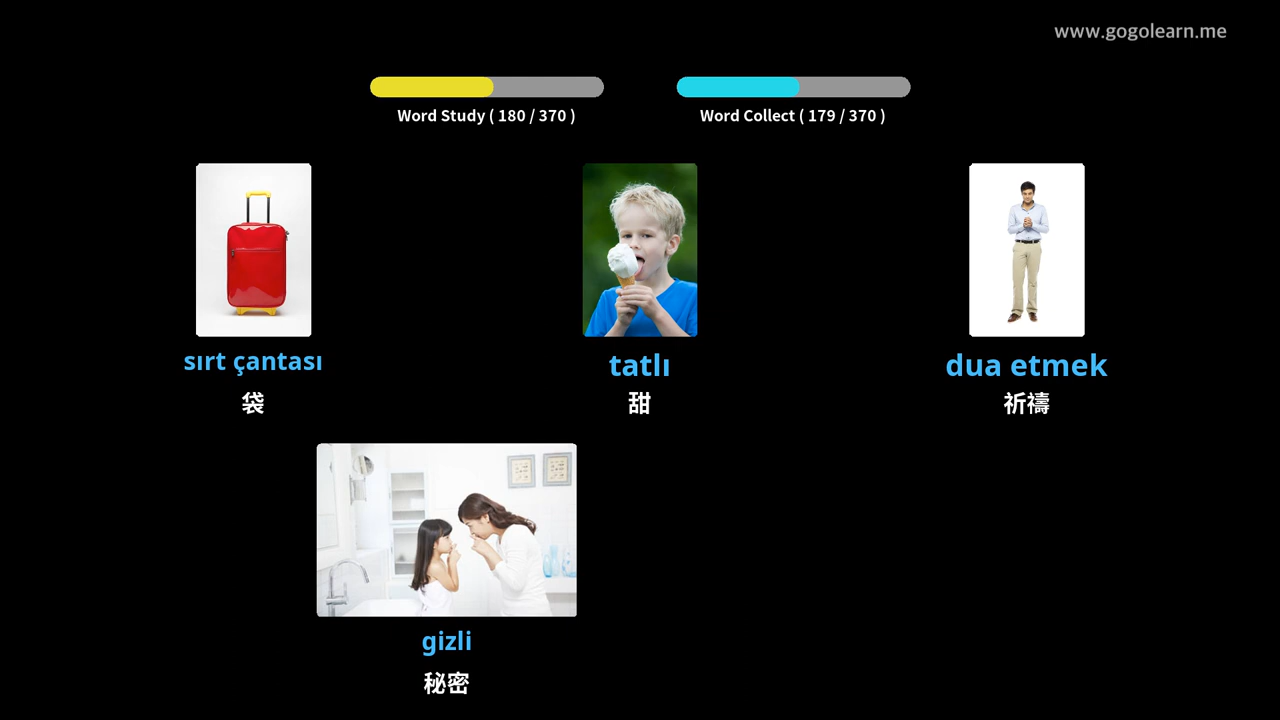 www.gogolearn.me
Word Study ( 180 / 370 )
Word Collect ( 179 / 370 )
sırt çantası
袋
tatlı
甜
dua etmek
祈禱
gizli
秘密